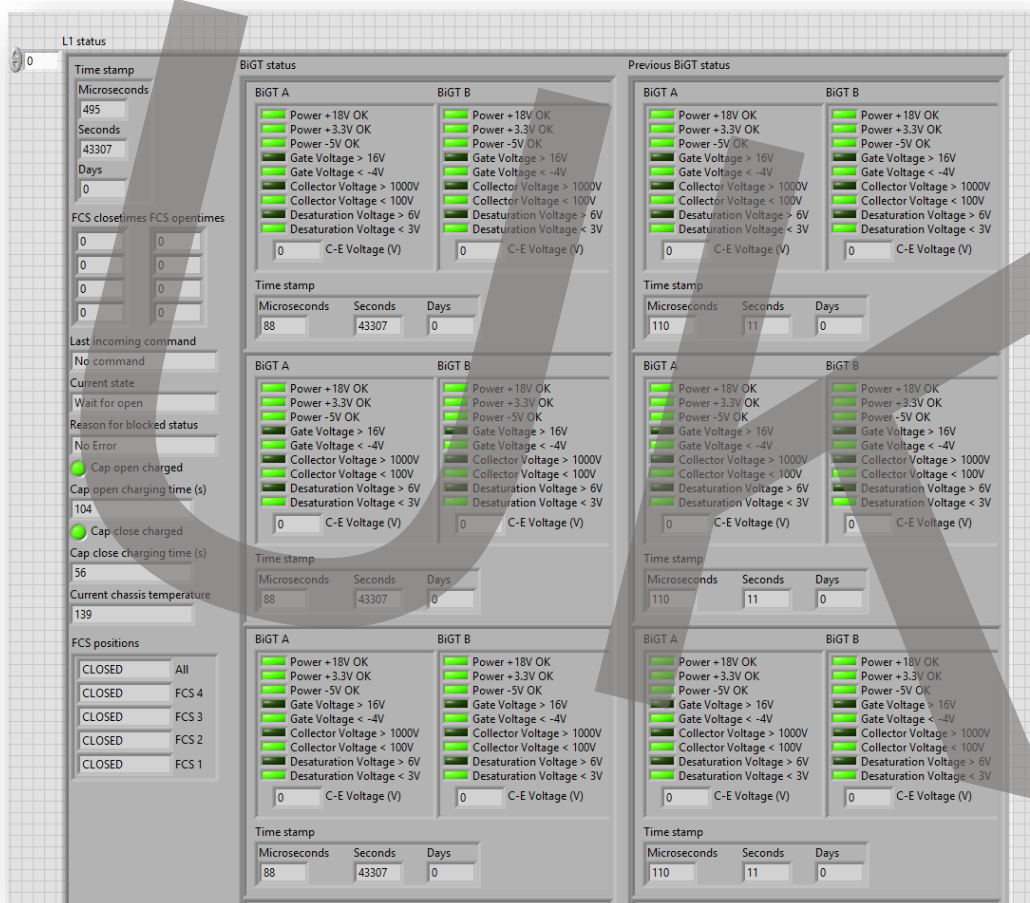 L1 status
0
Time stamp
Microseconds
495
Seconds
43307
Days
0
FCS closetimes FCS opentimes
0 0
0 0
0 0
0 0
Last incoming command
No command
Current state
Wait for open
Reason for blocked status
No Error
Cap open charged
Cap open charging time (s)
104
Cap close charged
Cap close charging time (s)
56
Current chassis temperature
139
FCS positions
CLOSED All
CLOSED FCS 4
CLOSED FCS 3
CLOSED FCS 2
CLOSED FCS 1
BiGT status
BiGT A BiGT B
Power +18V OK Power +18V OK
Power +3.3V OK Power +3.3V OK
Power -5V OK Power -5V OK
Gate Voltage > 16V Gate Voltage > 16V
Gate Voltage < -4V Gate Voltage < -4V
Collector Voltage > 1000V Collector Voltage > 1000V
Collector Voltage < 100V Collector Voltage < 100V
Desaturation Voltage > 6V Desaturation Voltage > 6V
Desaturation Voltage < 3V Desaturation Voltage < 3V
0 C-E Voltage (V) 0 C-E Voltage (V)
Time stamp
Microseconds Seconds Days
88 43307 0
BiGT A BiGT B
Power +18V OK Power +18V OK
Power +3.3V OK Power +3.3V OK
Power -5V OK Power -5V OK
Gate Voltage > 16V Gate Voltage > 16V
Gate Voltage < -4V Gate Voltage < -4V
Collector Voltage > 1000V Collector Voltage > 1000V
Collector Voltage < 100V Collector Voltage < 100V
Desaturation Voltage > 6V Desaturation Voltage > 6V
Desaturation Voltage < 3V Desaturation Voltage < 3V
0 C-E Voltage (V) 0 C-E Voltage (V)
Time stamp
Microseconds Seconds Days
88 43307 0
BiGT A BiGT B
Power +18V OK Power +18V OK
Power +3.3V OK Power +3.3V OK
Power -5V OK Power -5V OK
Gate Voltage > 16V Gate Voltage > 16V
Gate Voltage < -4V Gate Voltage < -4V
Collector Voltage > 1000V Collector Voltage > 1000V
Collector Voltage < 100V Collector Voltage < 100V
Desaturation Voltage > 6V Desaturation Voltage > 6V
Desaturation Voltage < 3V Desaturation Voltage < 3V
0 C-E Voltage (V) 0 C-E Voltage (V)
Time stamp
Microseconds Seconds Days
88 43307 0
Previous BiGT status
BiGT A BiGT B
Power +18V OK Power +18V OK
Power +3.3V OK Power +3.3V OK
Power -5V OK Power -5V OK
Gate Voltage > 16V Gate Voltage > 16V
Gate Voltage < -4V Gate Voltage < -4V
Collector Voltage > 1000V Collector Voltage > 1000V
Collector Voltage < 100V Collector Voltage < 100V
Desaturation Voltage > 6V Desaturation Voltage > 6V
Desaturation Voltage < 3V Desaturation Voltage < 3V
0 C-E Voltage (V) 0 C-E Voltage (V)
Time stamp
Microseconds Seconds Days
110 11 0
BiGT A BiGT B
Power +18V OK Power +18V OK
Power +3.3V OK Power +3.3V OK
Power -5V OK Power -5V OK
Gate Voltage > 16V Gate Voltage > 16V
Gate Voltage < -4V Gate Voltage < -4V
Collector Voltage > 1000V Collector Voltage > 1000V
Collector Voltage < 100V Collector Voltage < 100V
Desaturation Voltage > 6V Desaturation Voltage > 6V
Desaturation Voltage < 3V Desaturation Voltage < 3V
0 C-E Voltage (V) 0 C-E Voltage (V)
Time stamp
Microseconds Seconds Days
110 11 0
BiGT A BiGT B
Power +18V OK Power +18V OK
Power +3.3V OK Power +3.3V OK
Power -5V OK Power -5V OK
Gate Voltage > 16V Gate Voltage > 16V
Gate Voltage < -4V Gate Voltage < -4V
Collector Voltage > 1000V Collector Voltage > 1000V
Collector Voltage < 100V Collector Voltage < 100V
Desaturation Voltage > 6V Desaturation Voltage > 6V
Desaturation Voltage < 3V Desaturation Voltage < 3V
0 C-E Voltage (V) 0 C-E Voltage (V)
Time stamp
Microseconds Seconds Days
110 11 0